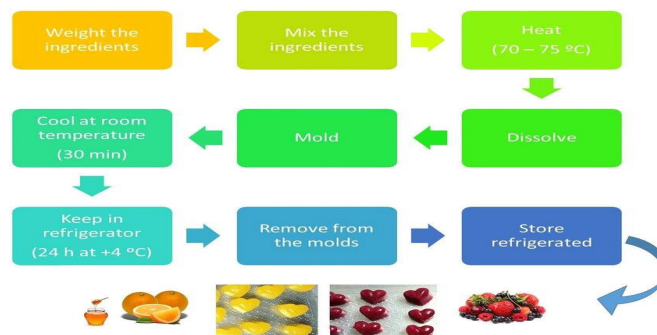 Weight the
ingredients
Mix the
ingredients
Heat
(70 – 75 ºC)
Dissolve
Mold
Cool at room
temperature
(30 min)
Keep in
refrigerator
(24 h at +4 ºC)
Remove from
the molds
Store
refrigerated